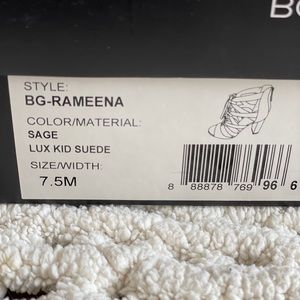 STYLE:
BG-RAMEENA
COLOR/MATERIAL:
SAGE
LUX KID SUEDE
SIZE/WIDTH:
7.5M
8 88878 769 96 6